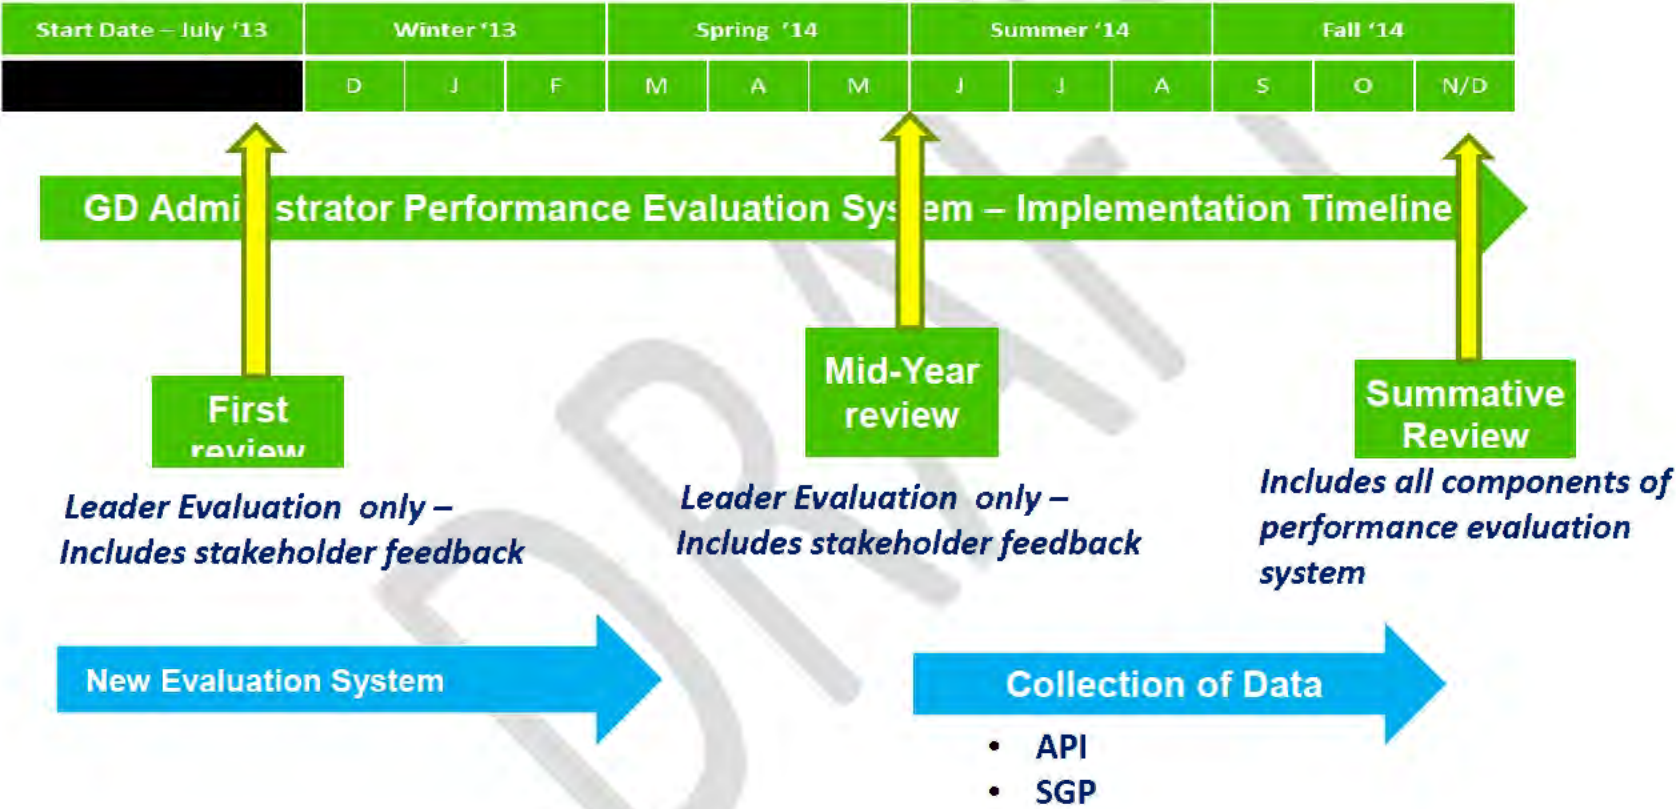 Start Date – July ‘13 Winter ‘13 Spring ‘14 Summer ‘14 Fall ‘14
D J F M A M J J A S O N/D
GD Admi strator Performance Evaluation Sys em – Implementation Timeline
First
review
Mid-Year
review
Summative
Review
Leader Evaluation only –
Includes stakeholder feedback
Leader Evaluation only –
Includes stakeholder feedback
Includes all components of
performance evaluation
system
New Evaluation System
Collection of Data
• API
• SGP
DRAFT